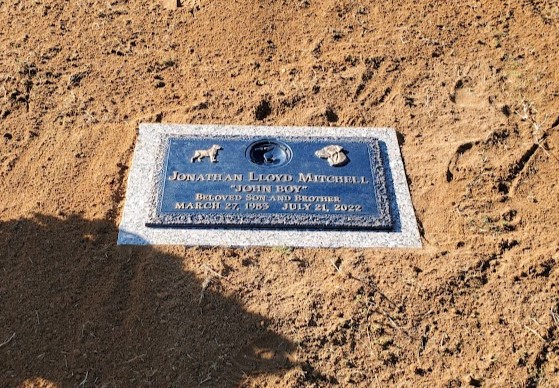 JONATHAN LLOYD MITCHELL
"JOHN BOY"
BELOVED SON AND BROTHER
MARCH 27, 1985 JULY 21, 2022